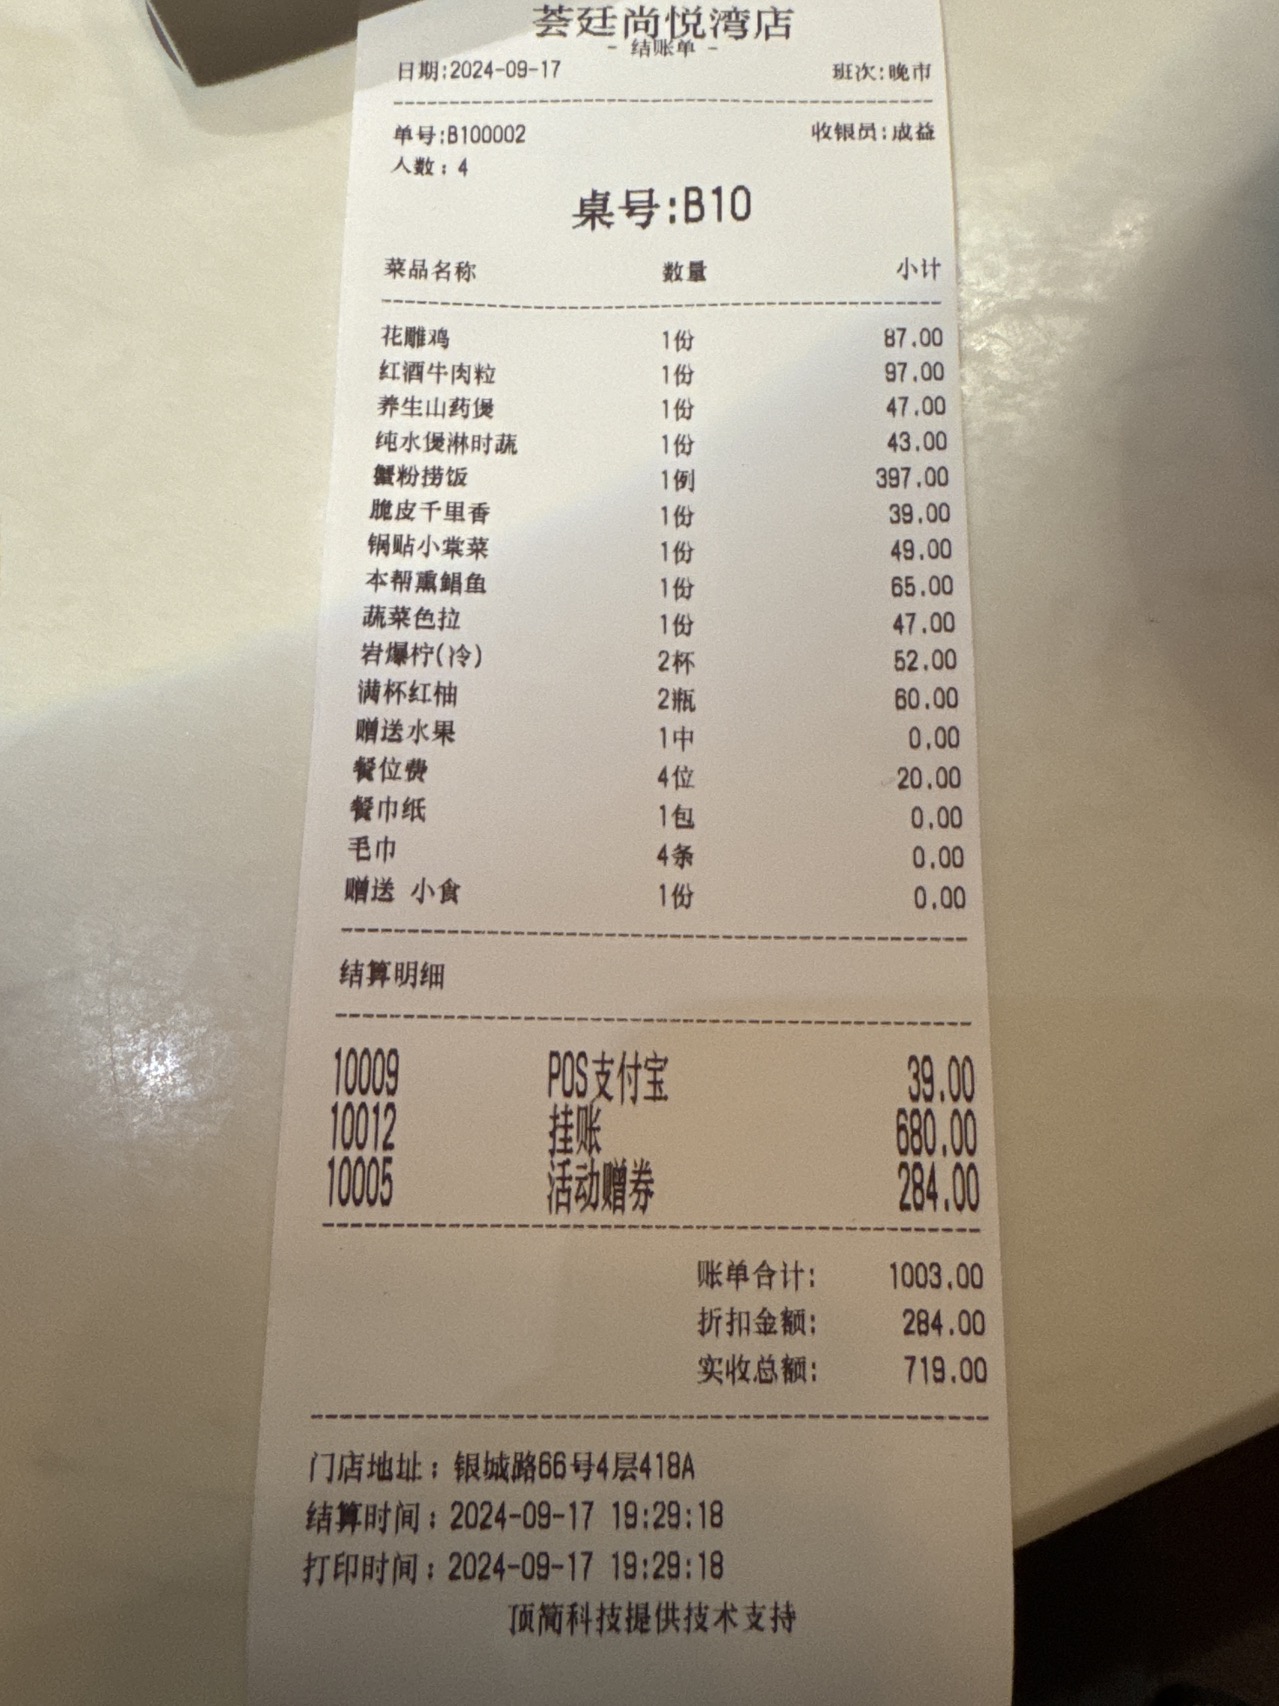 荟廷尚悦湾店
- 结账单 -
日期:2024-09-17 班次:晚市
单号:B100002 收银员:成益
人数：4
桌号:B10
菜品名称 数量 小计
花雕鸡 1份 87.00
红酒牛肉粒 1份 97.00
养生山药煲 1份 47.00
纯水煲淋时蔬 1份 43.00
蟹粉捞饭 1例 397.00
脆皮千里香 1份 39.00
锅贴小棠菜 1份 49.00
本帮熏鲳鱼 1份 65.00
蔬菜色拉 1份 47.00
岩爆柠(冷) 2杯 52.00
满杯红柚 2瓶 60.00
赠送水果 1中 0.00
餐位费 4位 20.00
餐巾纸 1包 0.00
毛巾 4条 0.00
赠送 小食 1份 0.00
结算明细
10009 POS支付宝 39.00
10012 挂账 680.00
10005 活动赠券 284.00
账单合计: 1003.00
折扣金额: 284.00
实收总额: 719.00
门店地址：银城路66号4层418A
结算时间：2024-09-17 19:29:18
打印时间：2024-09-17 19:29:18
顶简科技提供技术支持